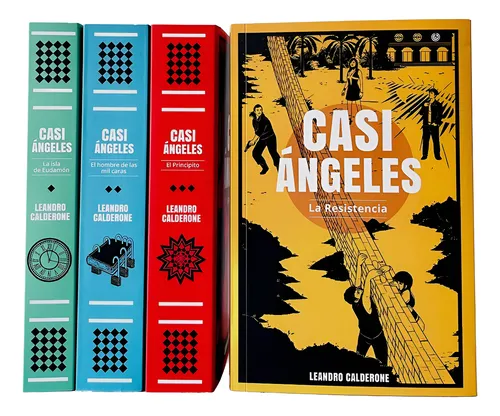 CASI
ÁNGELES
La isla
de Eudamón
LEANDRO
CALDERONE
CASI
ÁNGELES
El hombre de las
mil caras
LEANDRO
CALDERONE
CASI
ÁNGELES
El Principito
LEANDRO
CALDERONE
CASI
ÁNGELES
La Resistencia
LEANDRO CALDERONE